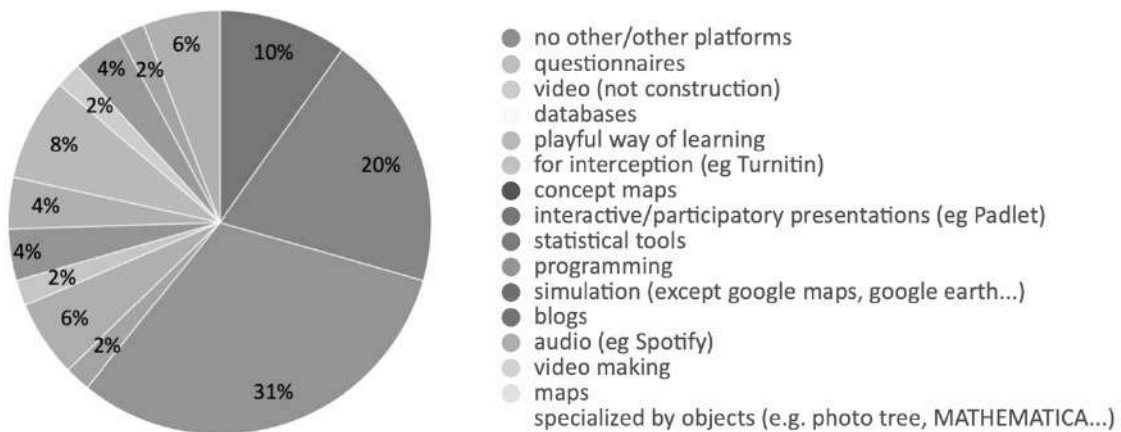 10%
20%
31%
2%
6%
2%
4%
4%
8%
2%
4%
2%
6%
no other/other platforms
questionnaires
video (not construction)
databases
playful way of learning
for interception (eg Turnitin)
concept maps
interactive/participatory presentations (eg Padlet)
statistical tools
programming
simulation (except google maps, google earth...)
blogs
audio (eg Spotify)
video making
maps
specialized by objects (e.g. photo tree, MATHEMATICA...)